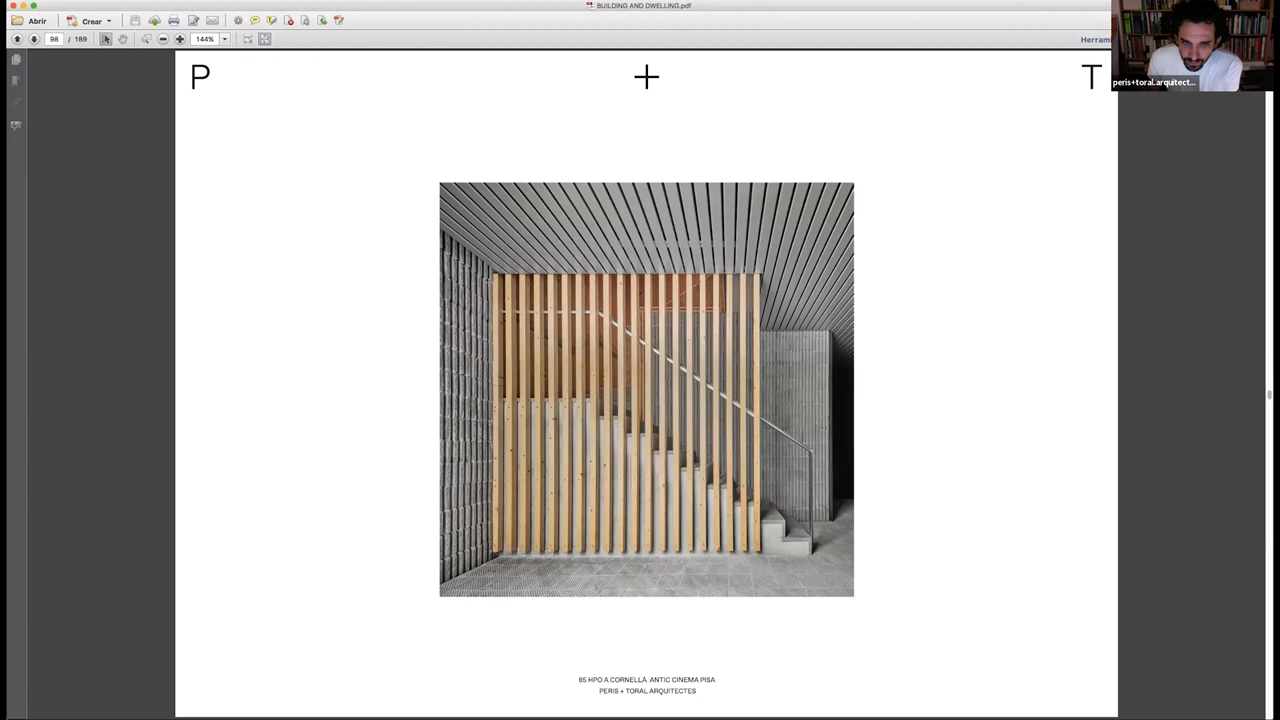 BUILDING AND DWELLING.pdf
Abrir
Crear
98 / 189
144%
Herrami
P + T
peris+toral.arquitect...
85 HPO A CORNELLÀ ANTIC CINEMA PISA
PERIS + TORAL ARQUITECTES